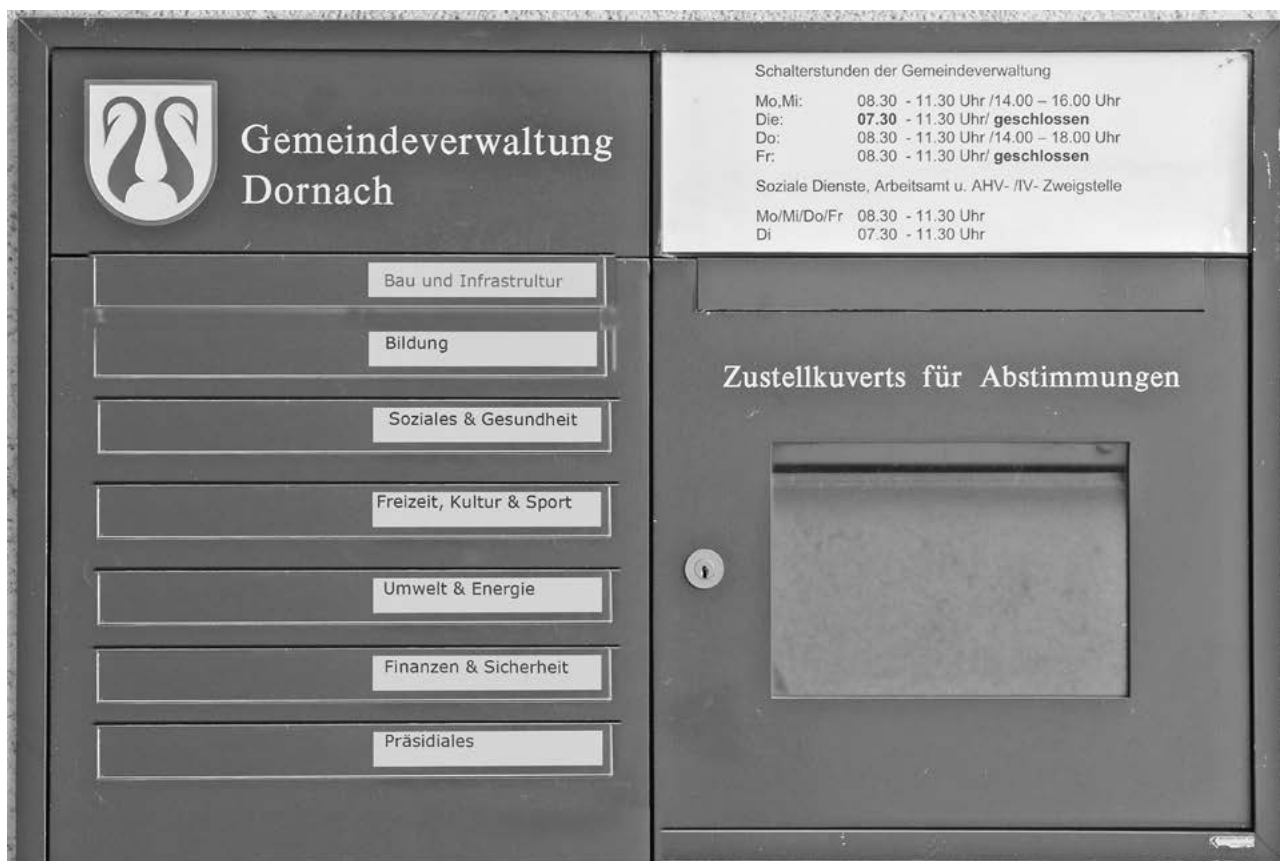 Gemeindeverwaltung
Dornach
Bau und Infrastrultur
Bildung
Soziales & Gesundheit
Freizeit, Kultur & Sport
Umwelt & Energie
Finanzen & Sicherheit
Präsidiales
Schalterstunden der Gemeindeverwaltung
Mo,Mi: 08.30 - 11.30 Uhr /14.00 – 16.00 Uhr
Die: 07.30 - 11.30 Uhr/ geschlossen
Do: 08.30 - 11.30 Uhr /14.00 – 18.00 Uhr
Fr: 08.30 - 11.30 Uhr/ geschlossen
Soziale Dienste, Arbeitsamt u. AHV- /IV- Zweigstelle
Mo/Mi/Do/Fr 08.30 - 11.30 Uhr
Di 07.30 - 11.30 Uhr
Zustellkuverts für Abstimmungen